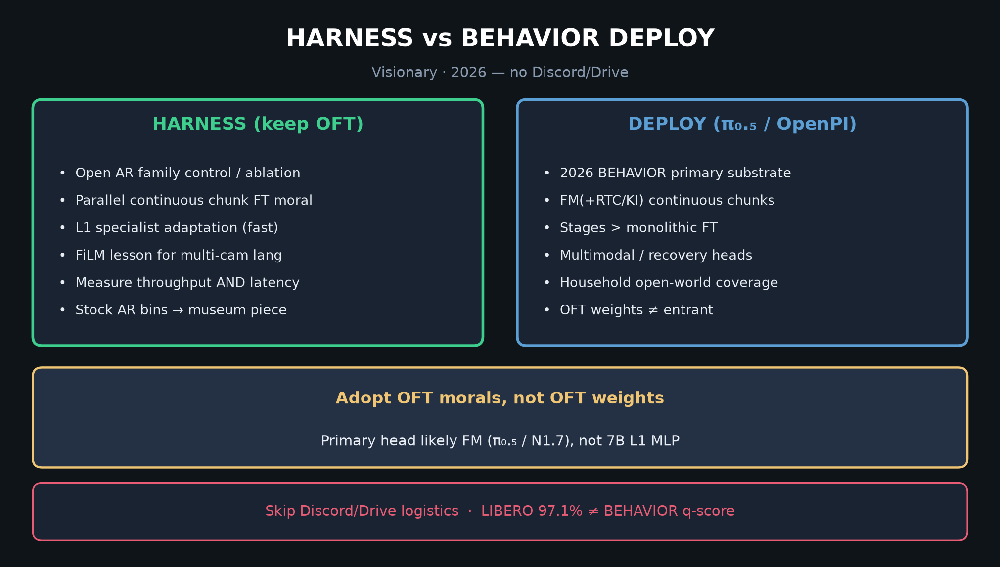 HARNESS vs BEHAVIOR DEPLOY
Visionary · 2026 — no Discord/Drive
HARNESS (keep OFT)
• Open AR-family control / ablation
• Parallel continuous chunk FT moral
• L1 specialist adaptation (fast)
• FiLM lesson for multi-cam lang
• Measure throughput AND latency
• Stock AR bins → museum piece
DEPLOY (π₀.₅ / OpenPI)
• 2026 BEHAVIOR primary substrate
• FM(+RTC/KI) continuous chunks
• Stages > monolithic FT
• Multimodal / recovery heads
• Household open-world coverage
• OFT weights ≠ entrant
Adopt OFT morals, not OFT weights
Primary head likely FM (π₀.₅ / N1.7), not 7B L1 MLP
Skip Discord/Drive logistics · LIBERO 97.1% ≠ BEHAVIOR q-score